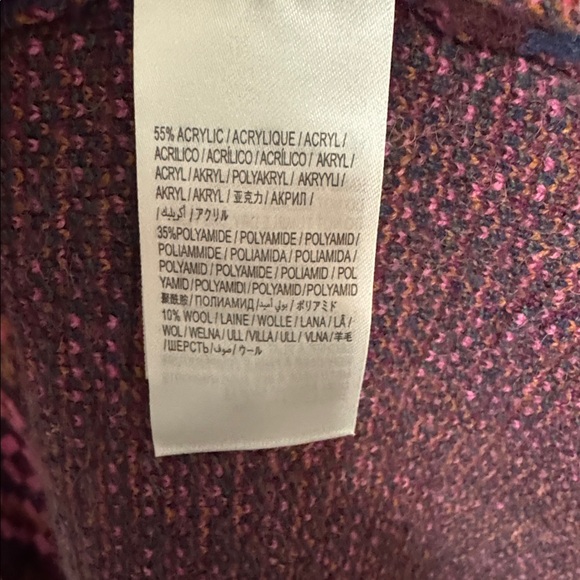 55% ACRYLIC / ACRYLIQUE / ACRYL /
ACRILICO / ACRÍLICO / ACRÍLICO / AKRYL /
ACRYL / AKRYL / POLYAKRYL / AKRYYLI /
AKRYL / AKRYL / 亚克力 / АКРИЛ /
/ أكريليك / アクリル
35%POLYAMIDE / POLYAMIDE / POLYAMID /
POLIAMMIDE / POLIAMIDA / POLIAMIDA /
POLYAMID / POLYAMIDE / POLIAMID / POL
YAMID/POLYAMIDI/POLYAMID/POLYAMID
聚酰胺/ПОЛИАМИД/بولي أميد/ポリアミド
10% WOOL / LAINE / WOLLE / LANA / LÃ /
WOL / WELNA / ULL /VILLA / ULL / VLNA / 羊毛
/ШЕРСТЬ/صوف/ウール